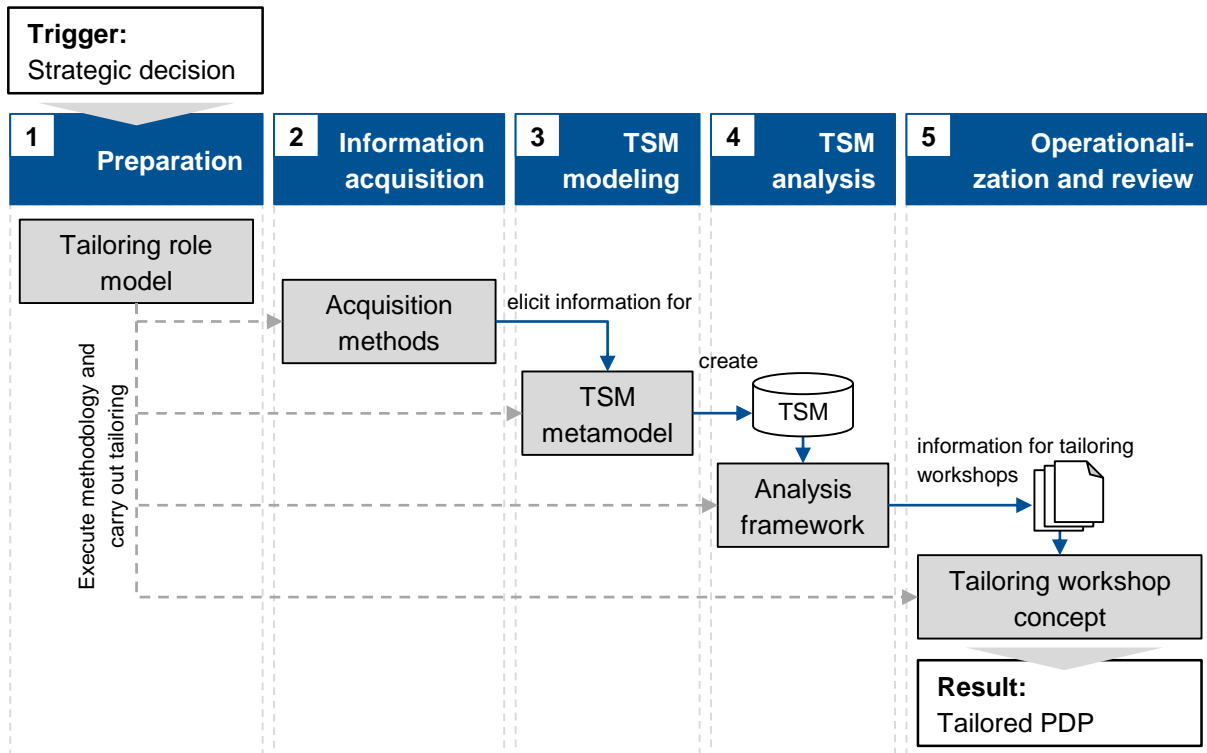 Trigger:
Strategic decision
1
Preparation
2
Information
acquisition
3
TSM
modeling
4
TSM
analysis
5
Operationali-
zation and review
Tailoring role
model
Acquisition
methods
elicit information for
TSM
metamodel
create
TSM
Analysis
framework
information for tailoring
workshops
Tailoring workshop
concept
Execute methodology and
carry out tailoring
Result:
Tailored PDP